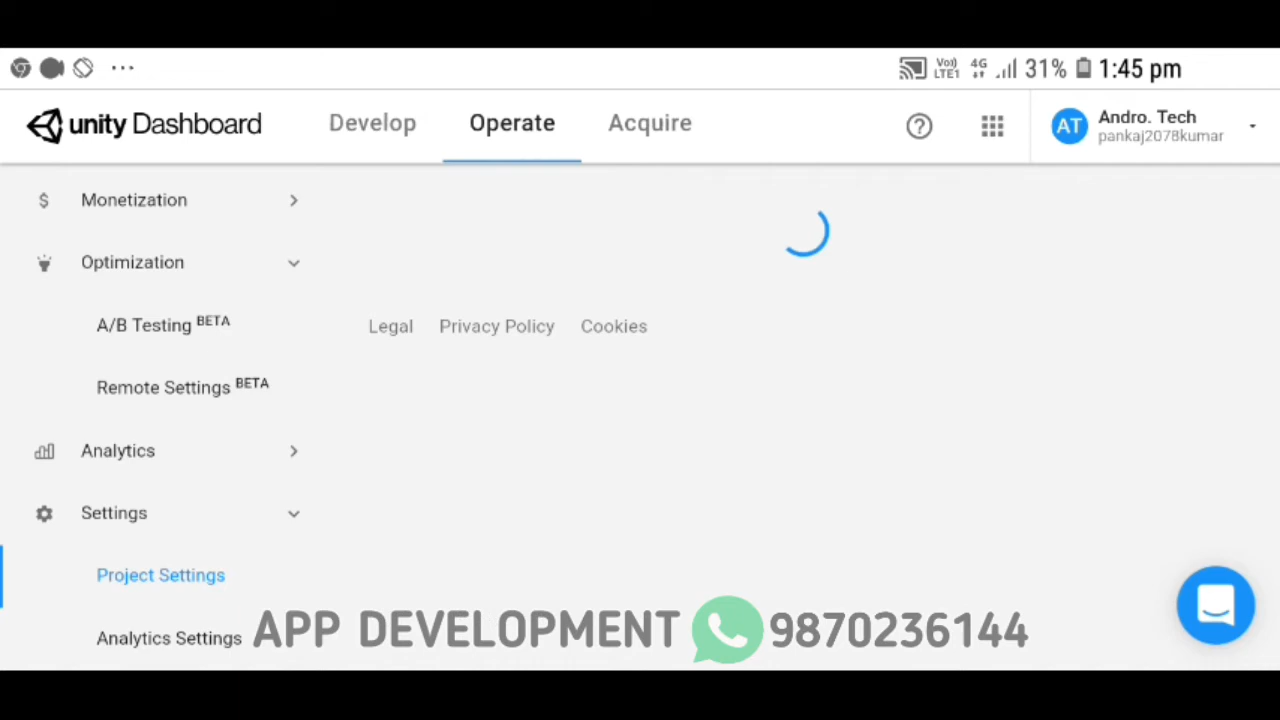 ... Vo)) LTE1 4G 31% 1:45 pm
unity Dashboard Develop Operate Acquire ? AT Andro. Tech
pankaj2078kumar
$ Monetization
Optimization
A/B Testing BETA
Legal Privacy Policy Cookies
Remote Settings BETA
Analytics
Settings
Project Settings
Analytics Settings
APP DEVELOPMENT 9870236144